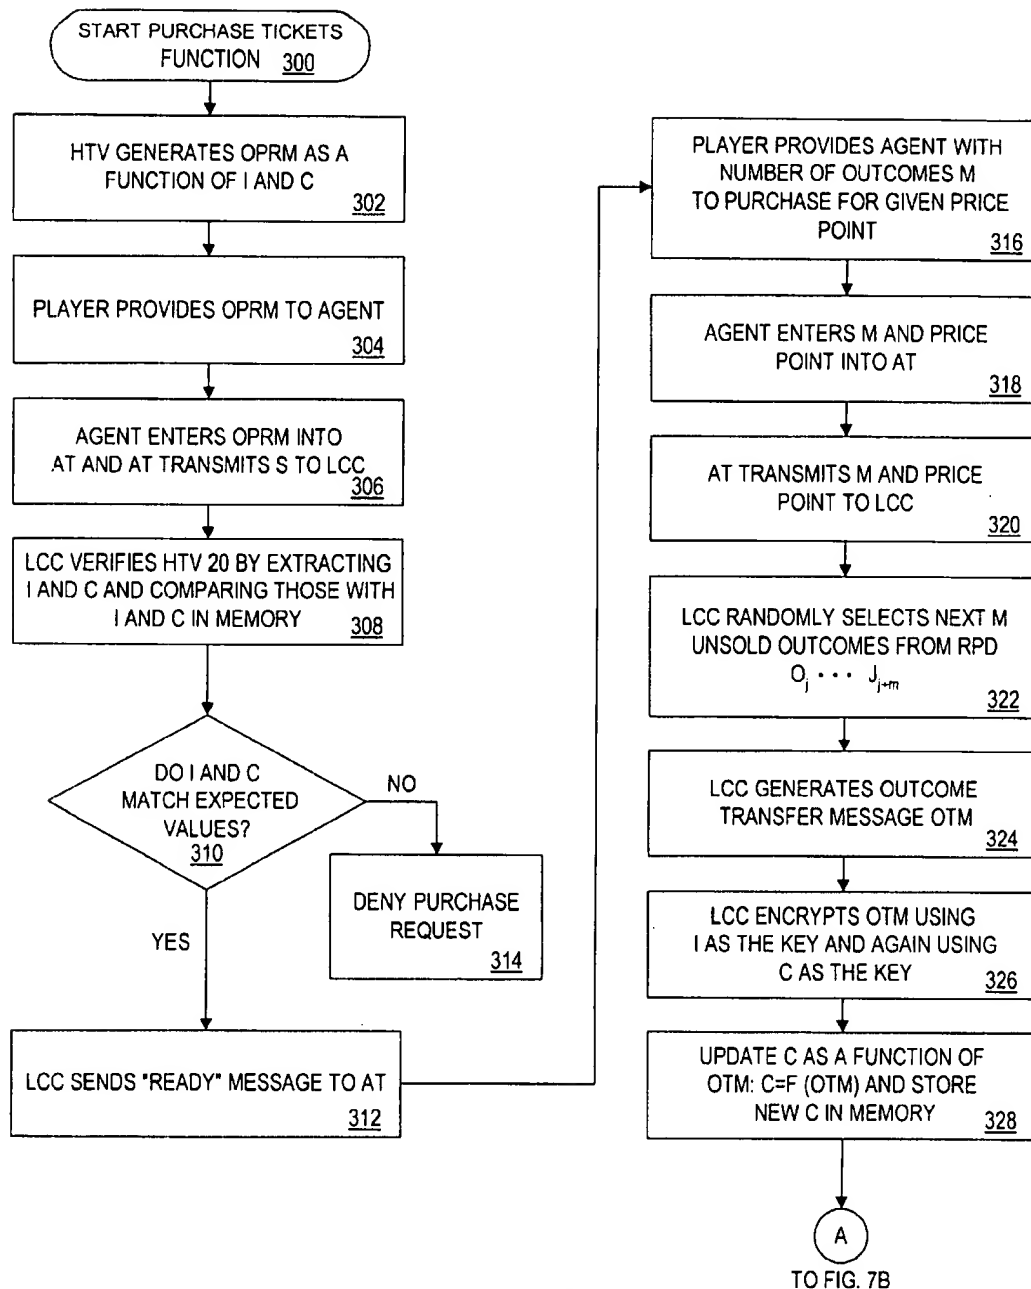 START PURCHASE TICKETS
FUNCTION 300
HTV GENERATES OPRM AS A
FUNCTION OF I AND C
302
PLAYER PROVIDES OPRM TO AGENT
304
AGENT ENTERS OPRM INTO
AT AND AT TRANSMITS S TO LCC
306
LCC VERIFIES HTV 20 BY EXTRACTING
I AND C AND COMPARING THOSE WITH
I AND C IN MEMORY 308
DO I AND C
MATCH EXPECTED
VALUES?
310
NO
DENY PURCHASE
REQUEST
314
YES
LCC SENDS "READY" MESSAGE TO AT
312
PLAYER PROVIDES AGENT WITH
NUMBER OF OUTCOMES M
TO PURCHASE FOR GIVEN PRICE
POINT 316
AGENT ENTERS M AND PRICE
POINT INTO AT
318
AT TRANSMITS M AND PRICE
POINT TO LCC
320
LCC RANDOMLY SELECTS NEXT M
UNSOLD OUTCOMES FROM RPD
Oj ··· Jj+m
322
LCC GENERATES OUTCOME
TRANSFER MESSAGE OTM
324
LCC ENCRYPTS OTM USING
I AS THE KEY AND AGAIN USING
C AS THE KEY
326
UPDATE C AS A FUNCTION OF
OTM: C=F (OTM) AND STORE
NEW C IN MEMORY
328
A
TO FIG. 7B